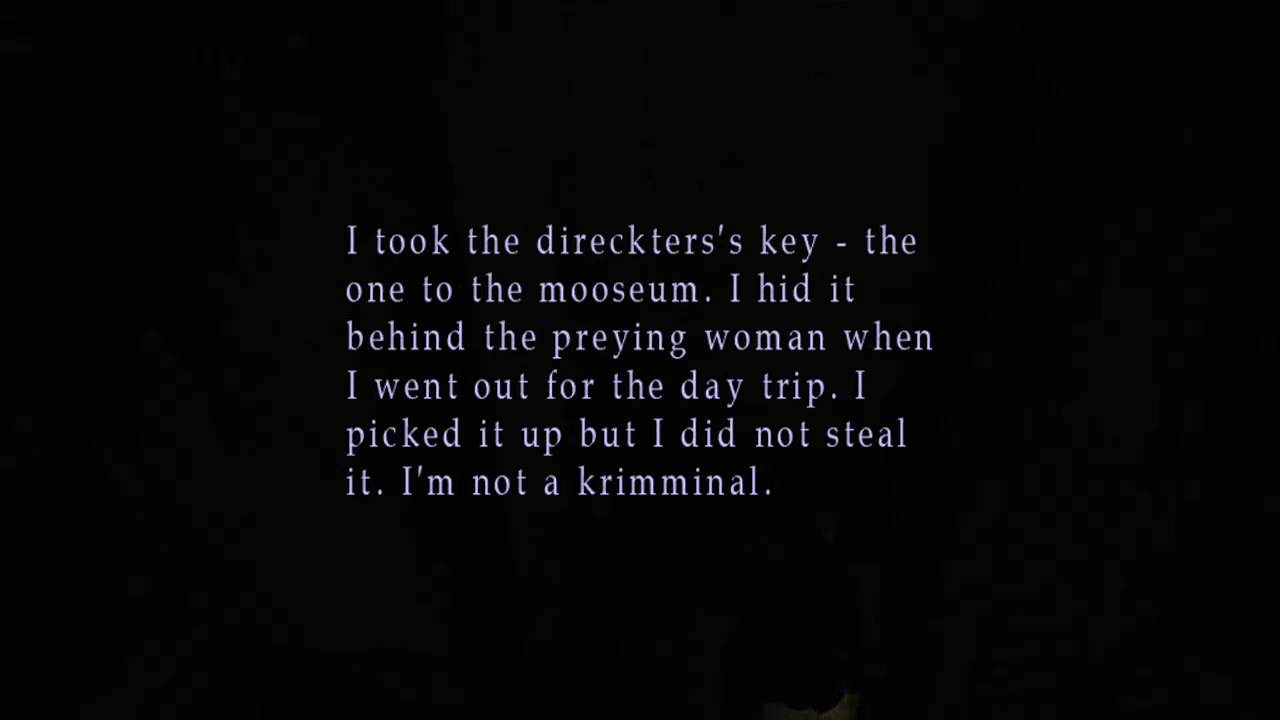 I took the direckters's key - the
one to the mooseum. I hid it
behind the preying woman when
I went out for the day trip. I
picked it up but I did not steal
it. I'm not a krimminal.